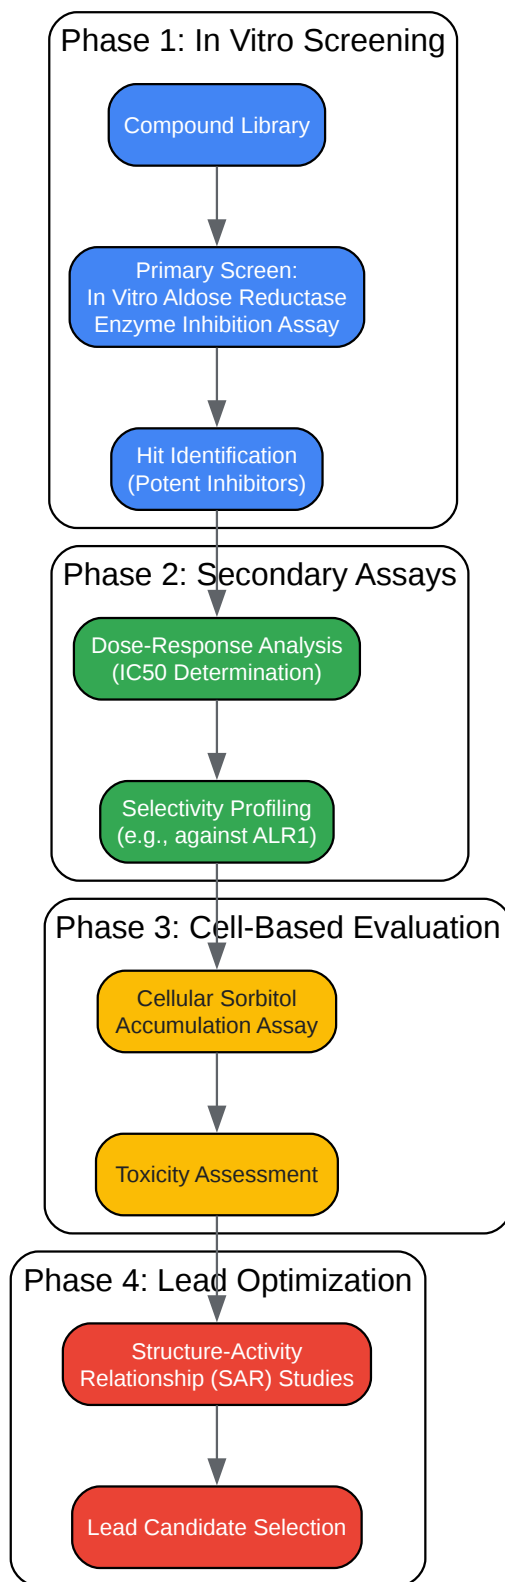 Phase 1: In Vitro Screening
Compound Library
Primary Screen:
In Vitro Aldose Reductase
Enzyme Inhibition Assay
Hit Identification
(Potent Inhibitors)
Phase 2: Secondary Assays
Dose-Response Analysis
(IC50 Determination)
Selectivity Profiling
(e.g., against ALR1)
Phase 3: Cell-Based Evaluation
Cellular Sorbitol
Accumulation Assay
Toxicity Assessment
Phase 4: Lead Optimization
Structure-Activity
Relationship (SAR) Studies
Lead Candidate Selection